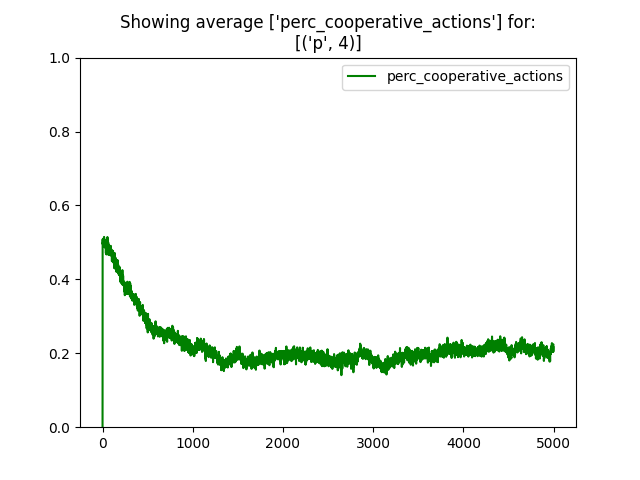 Showing average ['perc_cooperative_actions'] for:
[('p', 4)]
perc_cooperative_actions
1.0
0.8
0.6
0.4
0.2
0.0
0 1000 2000 3000 4000 5000